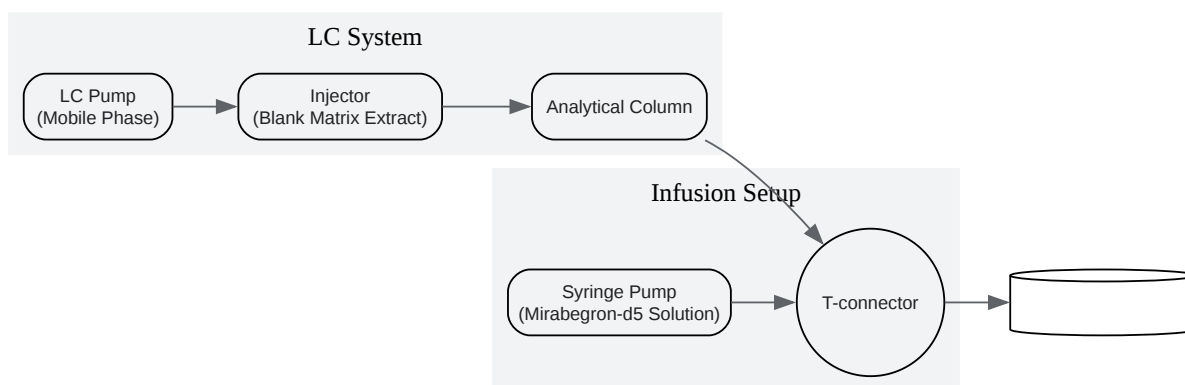 LC System
LC Pump
(Mobile Phase)
Injector
(Blank Matrix Extract)
Analytical Column
Infusion Setup
Syringe Pump
(Mirabegron-d5 Solution)
T-connector